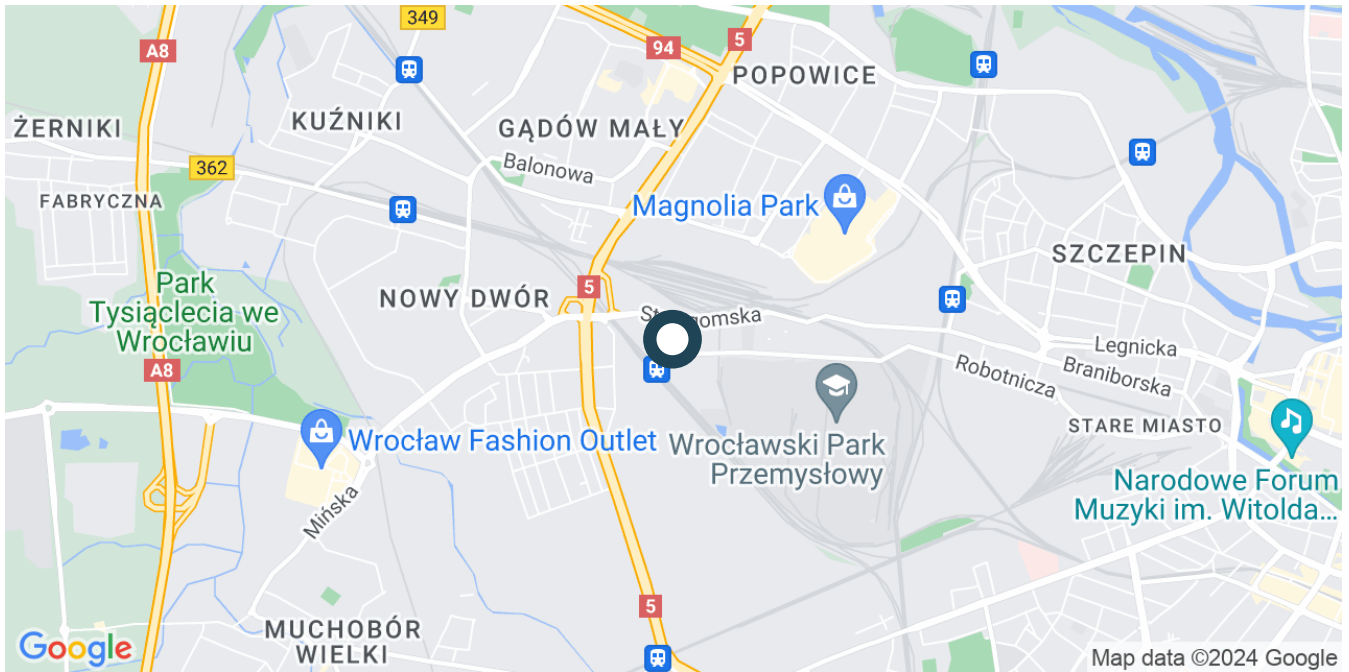 349
A8
94
5
POPOWICE
ŻERNIKI
KUŹNIKI
GĄDÓW MAŁY
362
Balonowa
FABRYCZNA
Magnolia Park
SZCZEPIN
Park
Tysiąclecia we
Wrocławiu
NOWY DWÓR
5
Legnicka
A8
Robotnicza
Braniborska
STARE MIASTO
Wrocław Fashion Outlet
Wrocławski Park
Przemysłowy
Mińska
Narodowe Forum
Muzyki im. Witolda...
5
MUCHOBÓR
WIELKI
Google
Map data ©2024 Google